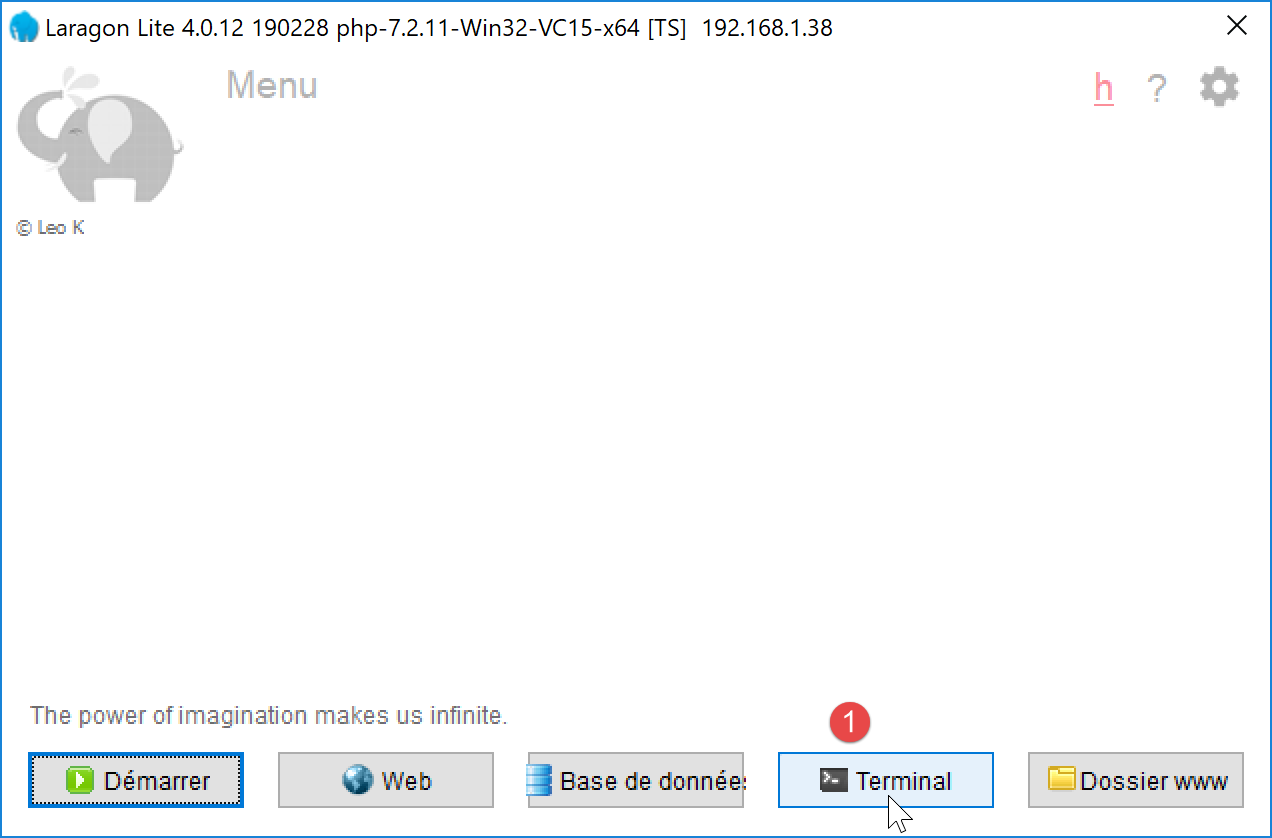 Laragon Lite 4.0.12 190228 php-7.2.11-Win32-VC15-x64 [TS] 192.168.1.38
Menu
h ?
© Leo K
The power of imagination makes us infinite.
1
Démarrer
Web
Base de donnée
Terminal
Dossier www